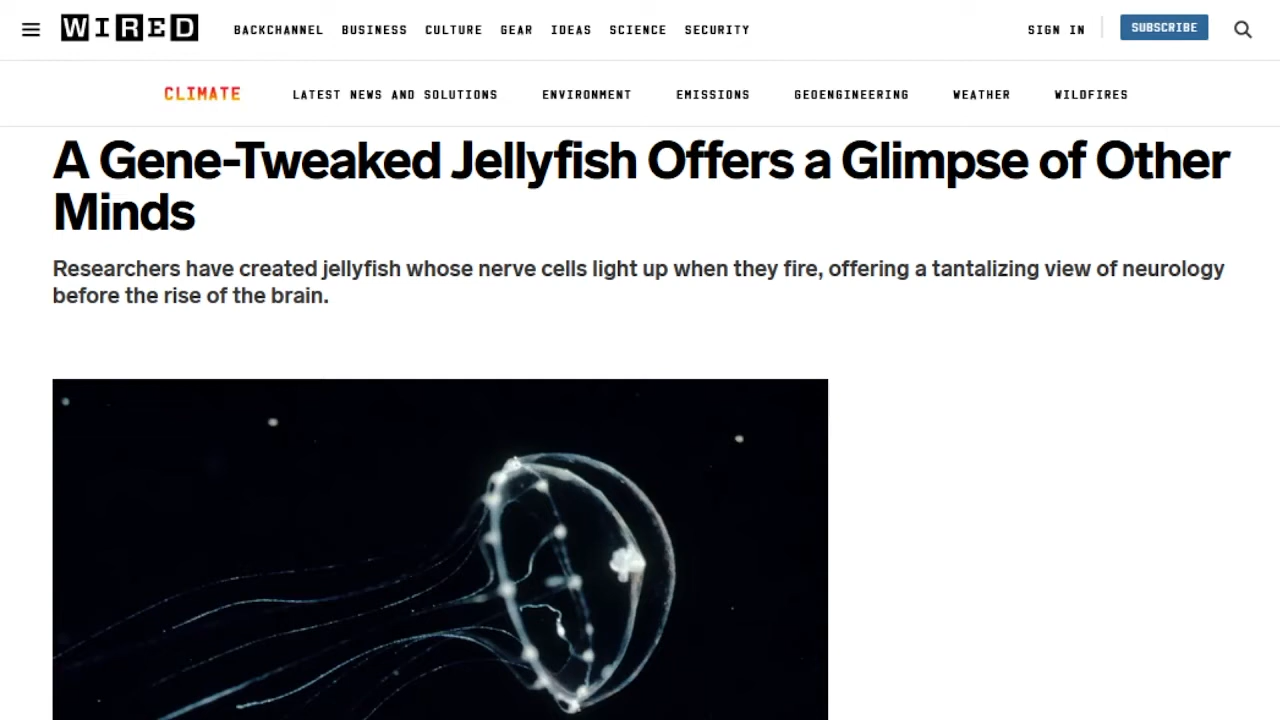 WIRED
BACKCHANNEL BUSINESS CULTURE GEAR IDEAS SCIENCE SECURITY
SIGN IN
SUBSCRIBE
CLIMATE LATEST NEWS AND SOLUTIONS ENVIRONMENT EMISSIONS GEOENGINEERING WEATHER WILDFIRES
A Gene-Tweaked Jellyfish Offers a Glimpse of Other
Minds
Researchers have created jellyfish whose nerve cells light up when they fire, offering a tantalizing view of neurology
before the rise of the brain.